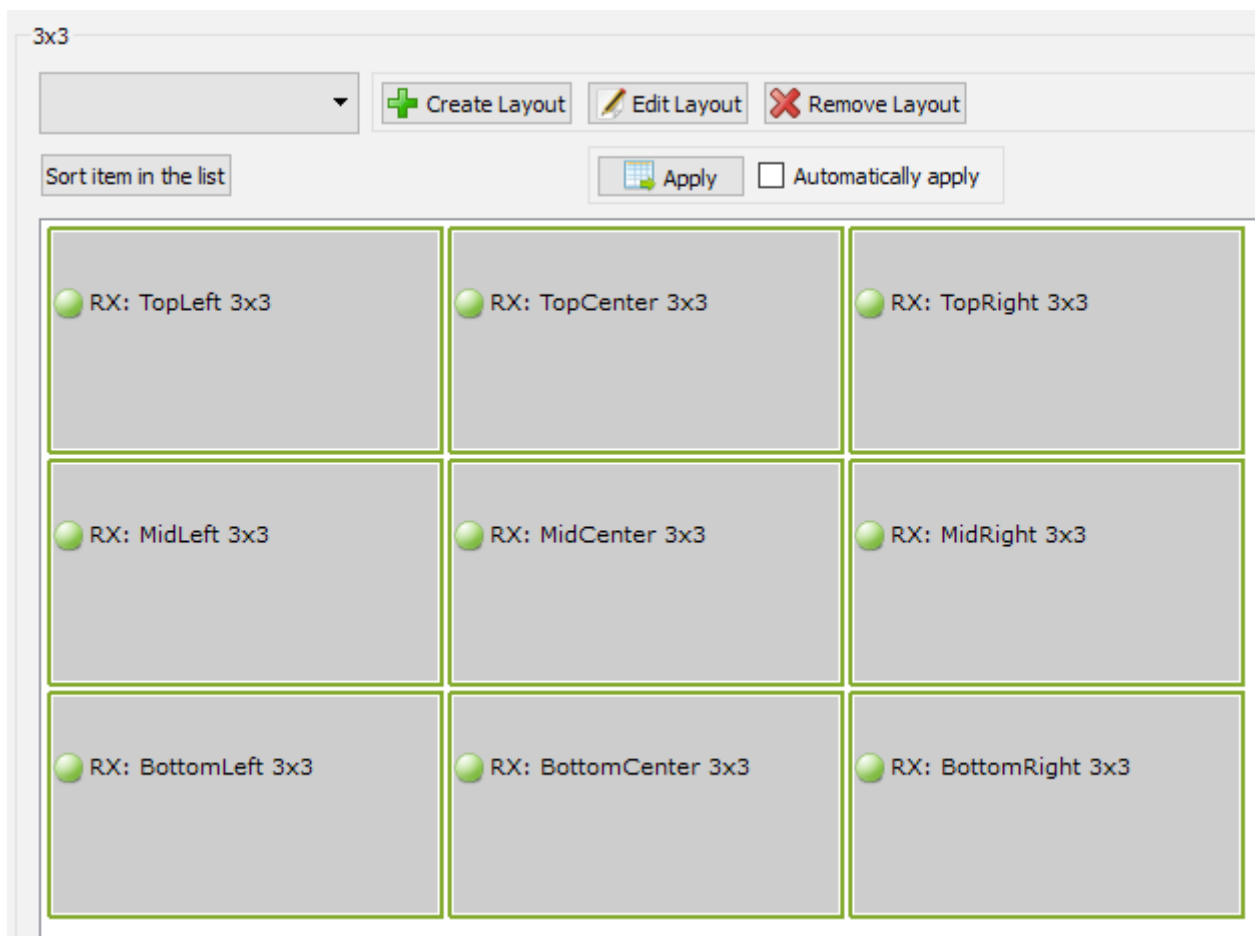 3x3
Create Layout Edit Layout Remove Layout
Sort item in the list Apply Automatically apply
RX: TopLeft 3x3 RX: TopCenter 3x3 RX: TopRight 3x3
RX: MidLeft 3x3 RX: MidCenter 3x3 RX: MidRight 3x3
RX: BottomLeft 3x3 RX: BottomCenter 3x3 RX: BottomRight 3x3